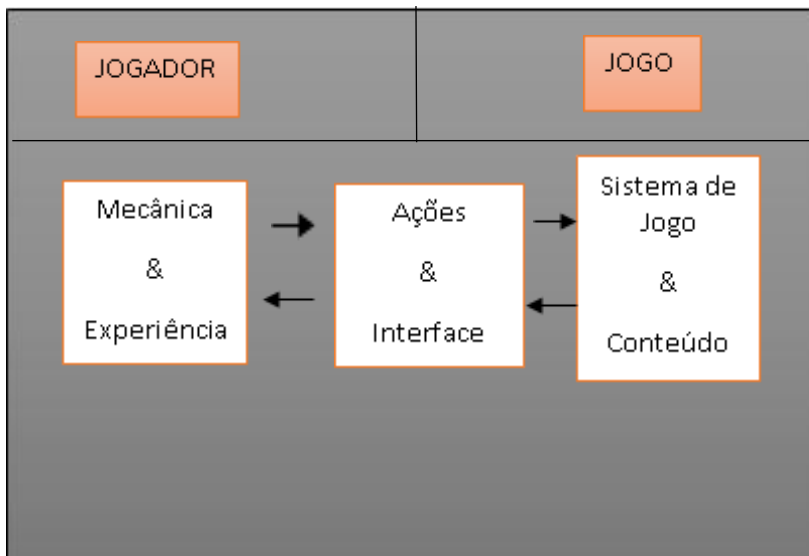 JOGADOR
JOGO
Mecânica
&
Experiência
Ações
&
Interface
Sistema de
Jogo
&
Conteúdo